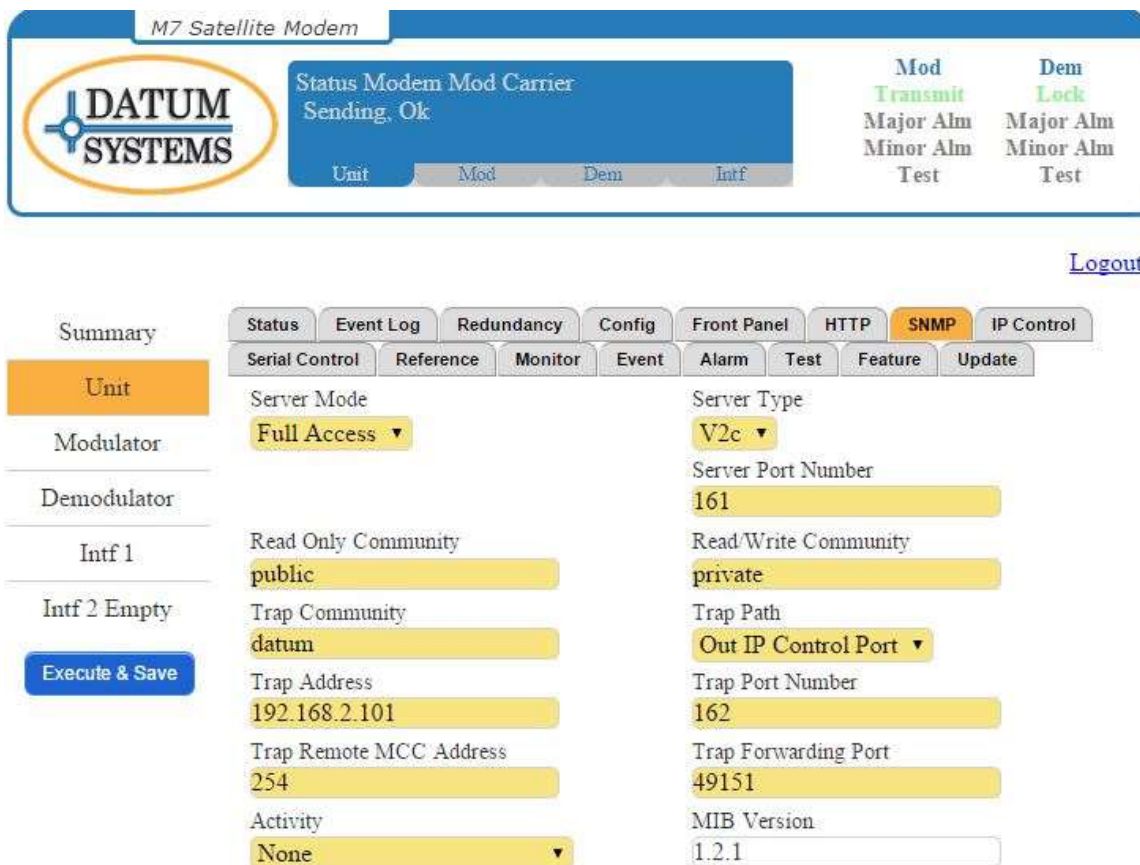 M7 Satellite Modem
DATUM
SYSTEMS
Status Modem Mod Carrier
Sending, Ok
Unit Mod Dem Intf
Mod Dem
Transmit Lock
Major Alm Major Alm
Minor Alm Minor Alm
Test Test
Logout
Summary
Unit
Modulator
Demodulator
Intf 1
Intf 2 Empty
Execute & Save
Status Event Log Redundancy Config Front Panel HTTP SNMP IP Control
Serial Control Reference Monitor Event Alarm Test Feature Update
Server Mode Server Type
Full Access V2c
Server Port Number
161
Read Only Community Read/Write Community
public private
Trap Community Trap Path
datum Out IP Control Port
Trap Address Trap Port Number
192.168.2.101 162
Trap Remote MCC Address Trap Forwarding Port
254 49151
Activity MIB Version
None 1.2.1